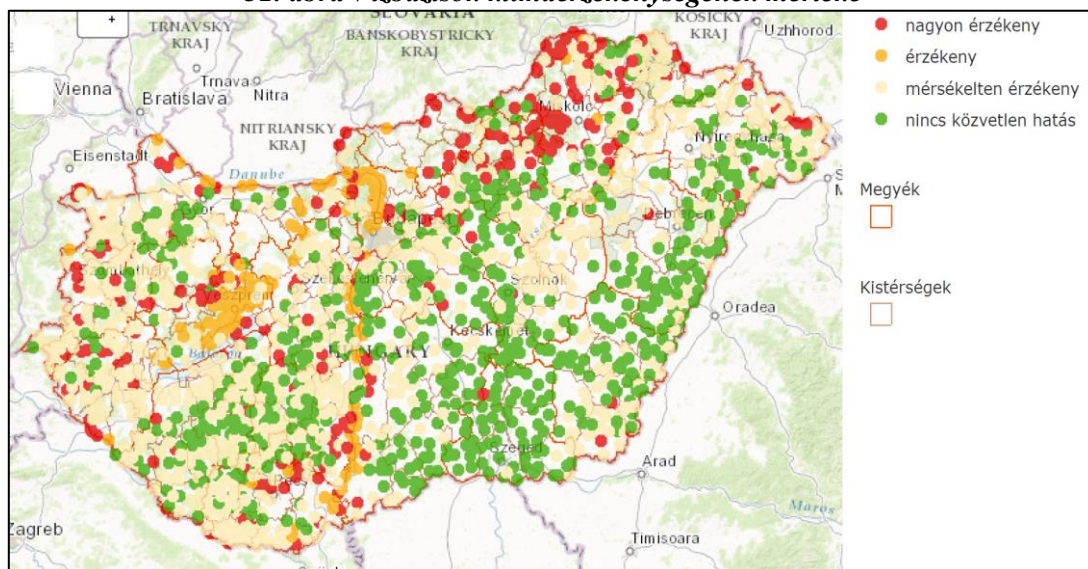 SLOVAKIA
TRNAVSKY
KRAJ
BANSKOBYSTRICKY
KRAJ
KOSICKY
KRAJ
Uzhhorod
Vienna
Trnava
Nitra
Bratislava
Miskolc
NITRIANSKY
KRAJ
Eisenstadt
Danube
Győr
Budapest
Debrecen
Szolnok
Veszprém
Oradea
Kecskemét
HUNGARY
Szeged
Arad
Maros
Zagreb
Timisoara
nagyon érzékeny
érzékeny
mérsékelten érzékeny
nincs közvetlen hatás
Megyék
Kistérségek